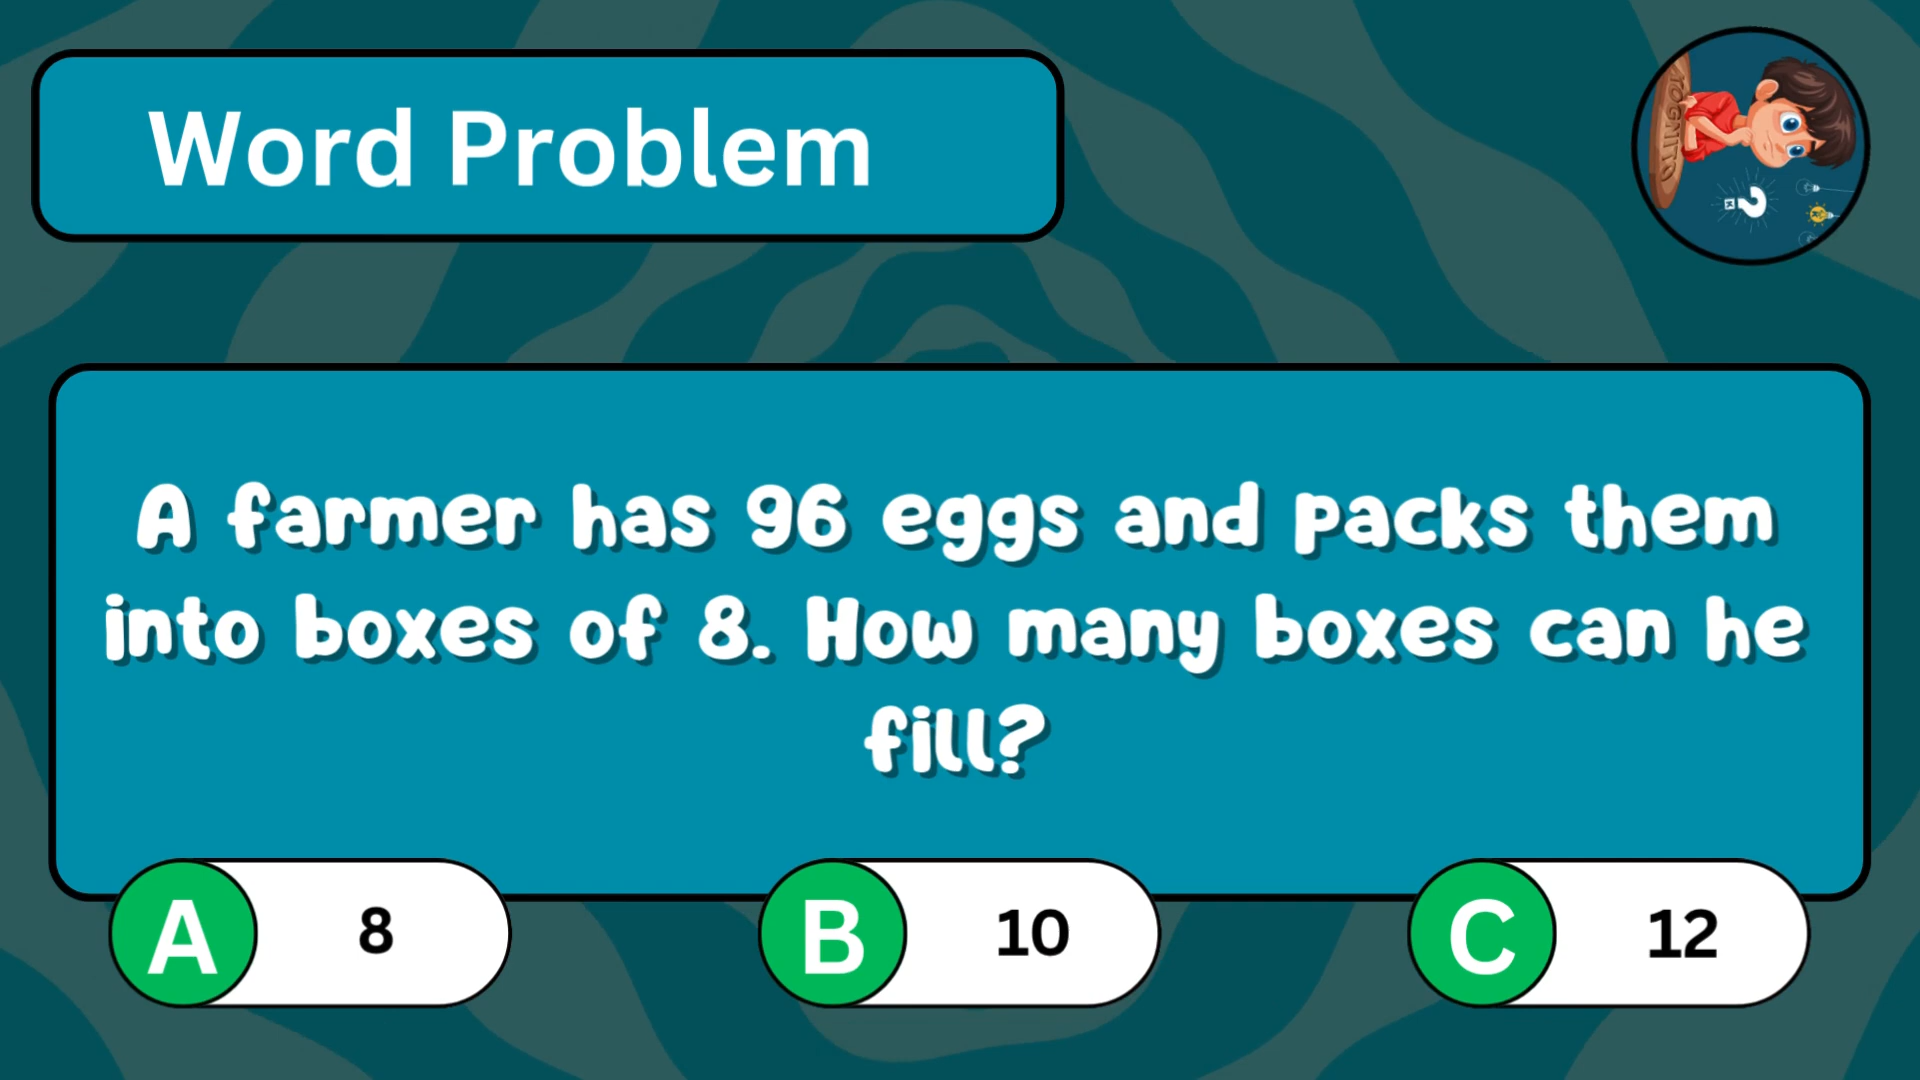 Word Problem
A farmer has 96 eggs and packs them
into boxes of 8. How many boxes can he
fill?
A 8
B 10
C 12